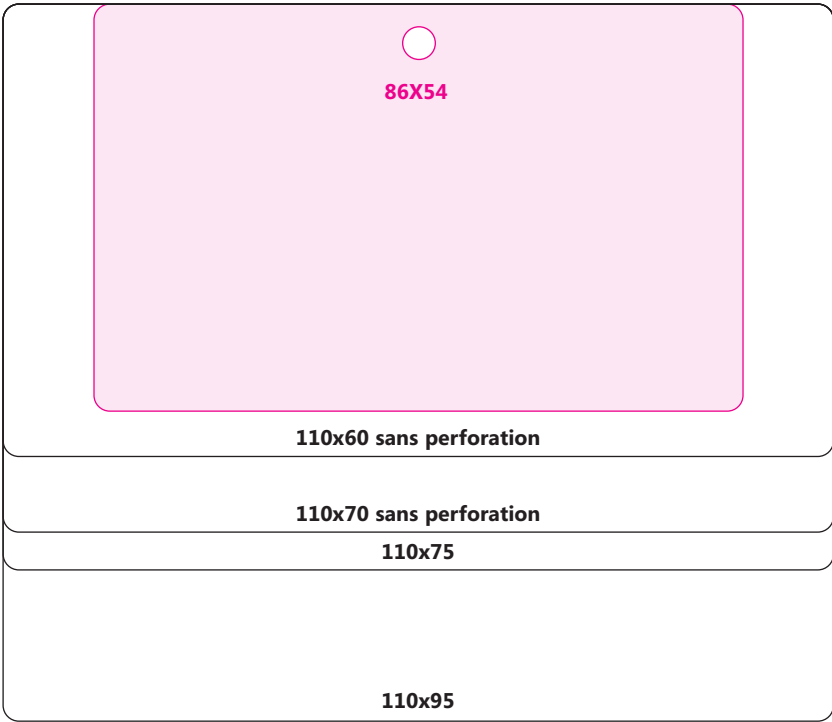 86X54
110x60 sans perforation
110x70 sans perforation
110x75
110x95